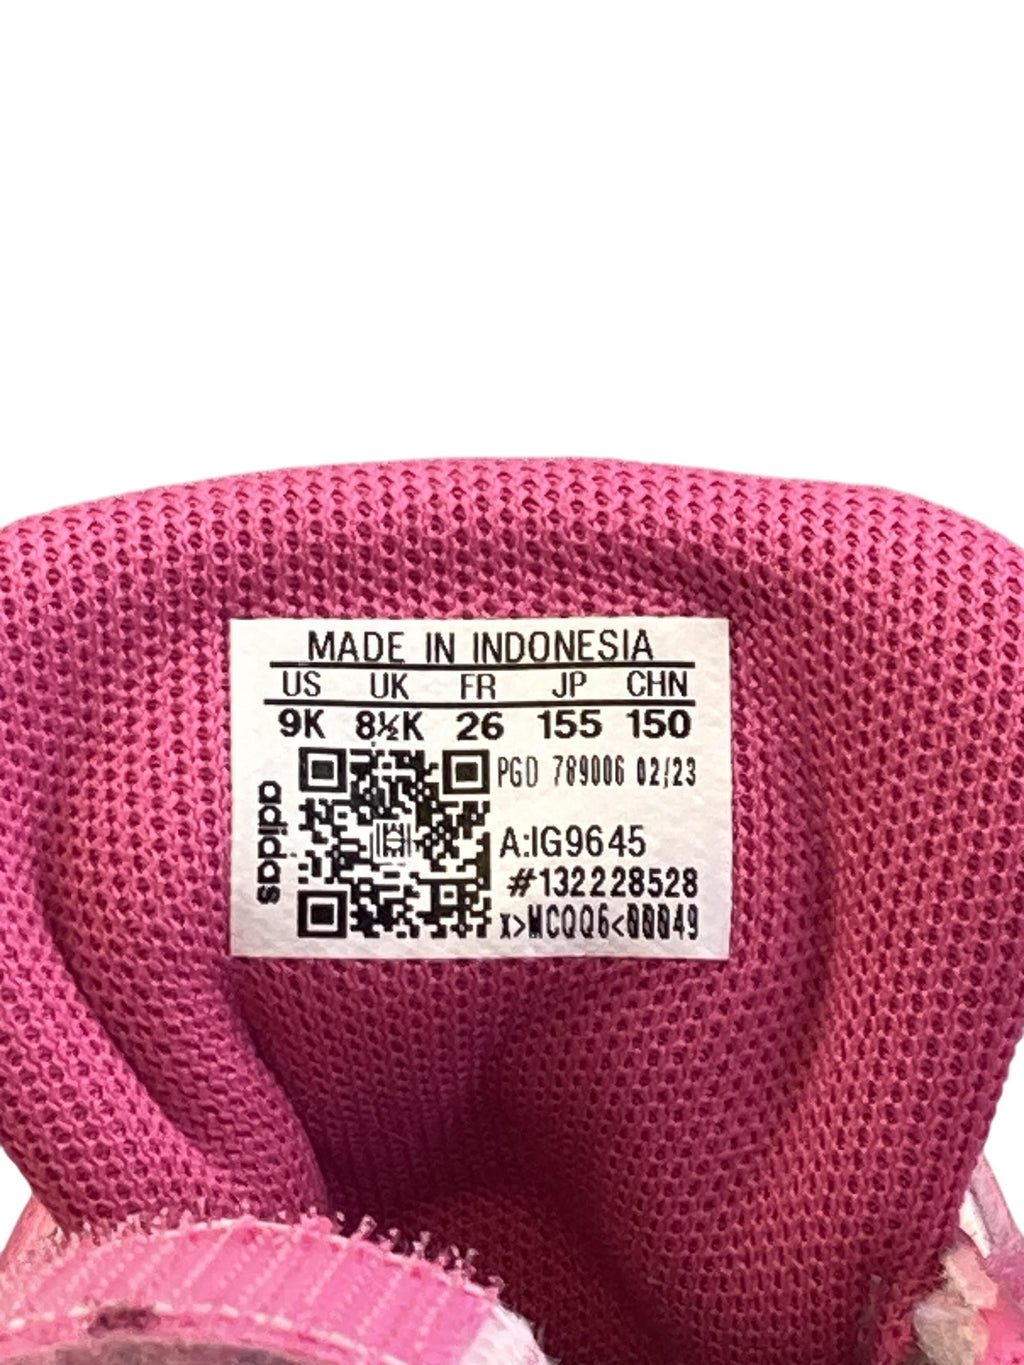 MADE IN INDONESIA
US UK FR JP CHN
9K 8½K 26 155 150
adidas
PGD 789006 02/23
A:IG9645
#132228528
x>MCQQ6<00049